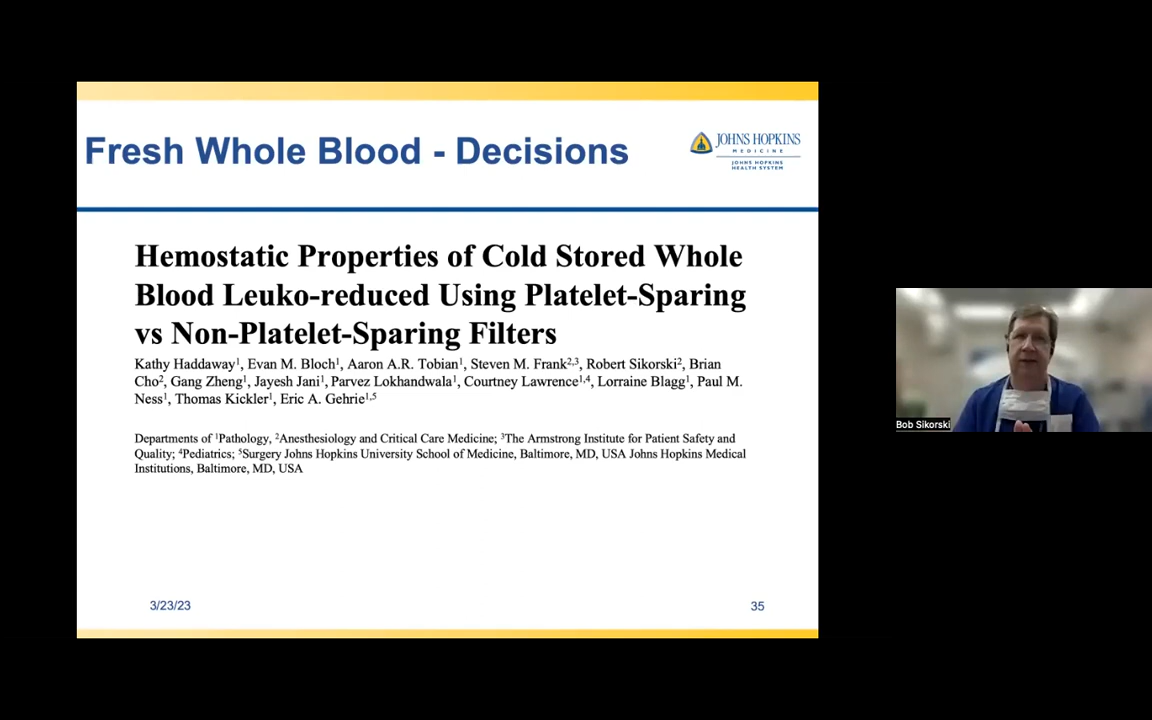 Fresh Whole Blood - Decisions
JOHNS HOPKINS
MEDICINE
JOHNS HOPKINS
HEALTH SYSTEM
Hemostatic Properties of Cold Stored Whole
Blood Leuko-reduced Using Platelet-Sparing
vs Non-Platelet-Sparing Filters
Kathy Haddaway¹, Evan M. Bloch¹, Aaron A.R. Tobian¹, Steven M. Frank²,³, Robert Sikorski², Brian
Cho², Gang Zheng¹, Jayesh Jani¹, Parvez Lokhandwala¹, Courtney Lawrence¹,⁴, Lorraine Blagg¹, Paul M.
Ness¹, Thomas Kickler¹, Eric A. Gehrie¹,⁵
Departments of ¹Pathology, ²Anesthesiology and Critical Care Medicine; ³The Armstrong Institute for Patient Safety and
Quality; ⁴Pediatrics; ⁵Surgery Johns Hopkins University School of Medicine, Baltimore, MD, USA Johns Hopkins Medical
Institutions, Baltimore, MD, USA
3/23/23
35
Bob Sikorski